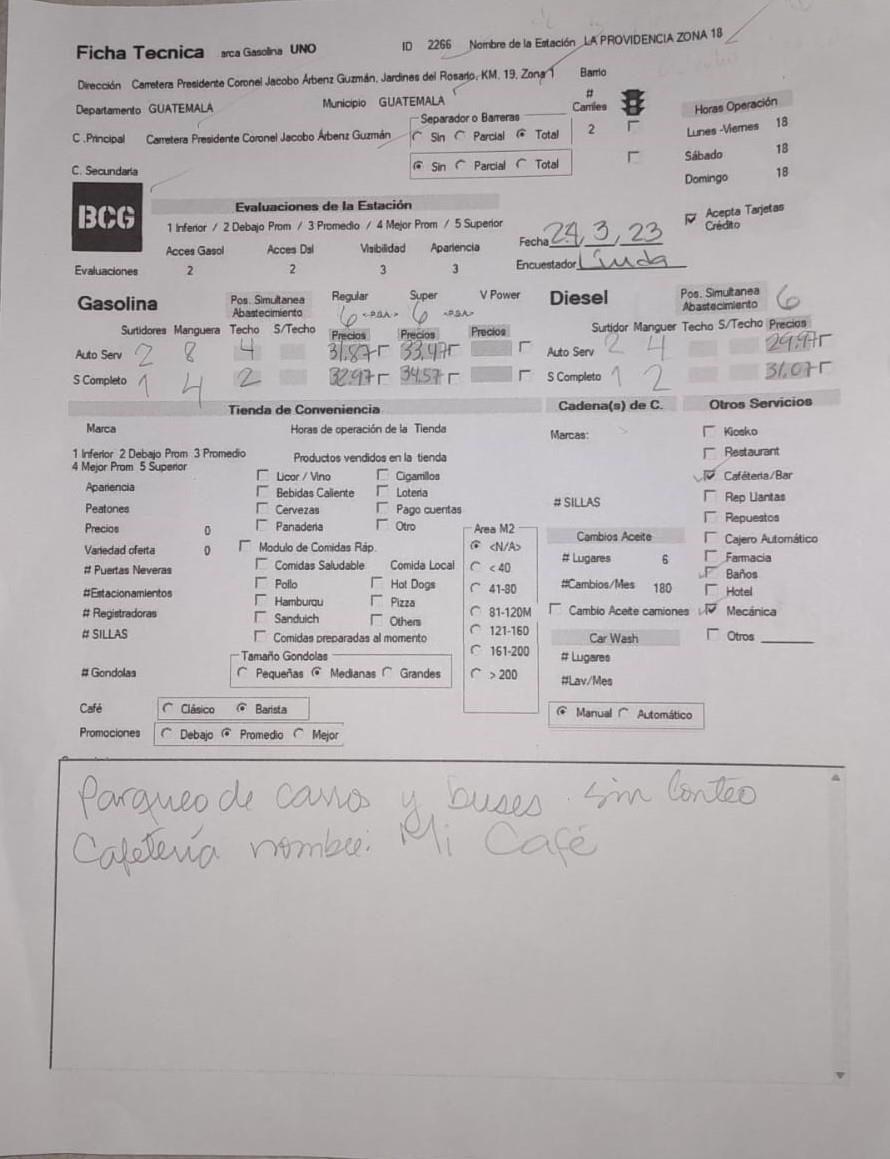 Ficha Tecnica arca Gasolina UNO ID 2266 Nombre de la Estación LA PROVIDENCIA ZONA 18
Dirección Carretera Presidente Coronel Jacobo Árbenz Guzmán, Jardines del Rosario, KM, 19, Zona 1 Barrio
Departamento GUATEMALA Municipio GUATEMALA # Carriles Horas Operación
C .Principal Carretera Presidente Coronel Jacobo Árbenz Guzmán Separador o Barreras Sin Parcial Total 2 Lunes -Viernes 18
Sábado 18
C. Secundaria Sin Parcial Total Domingo 18
BCG
Evaluaciones de la Estación
1 Inferior / 2 Debajo Prom / 3 Promedio / 4 Mejor Prom / 5 Superior
Acepta Tarjetas Crédito
Fecha 24, 3, 23
Acces Gasol Acces Dsl Visibilidad Apariencia Encuestador Linda
Evaluaciones 2 2 3 3
Gasolina Pos. Simultanea Abastecimiento Regular 6 Super 6 V Power Diesel Pos. Simultanea Abastecimiento 6
Surtidores Manguera Techo S/Techo Precios Precios Precios Surtidor Manguer Techo S/Techo Precios
Auto Serv 2 8 4 31.87 33.47 Auto Serv 2 4 29.97
S Completo 1 4 2 32.97 34.57 S Completo 1 2 31.07
Tienda de Conveniencia Cadena(s) de C. Otros Servicios
Marca Horas de operación de la Tienda Marcas: Kiosko
1 Inferior 2 Debajo Prom 3 Promedio
4 Mejor Prom 5 Superior
Productos vendidos en la tienda Restaurant
Apariencia Licor / Vino Cigarrillos Caféteria/Bar
Peatones Bebidas Caliente Loteria # SILLAS Rep Llantas
Precios 0 Cervezas Pago cuentas Repuestos
Panaderia Otro Area M2 Cambios Aceite Cajero Automático
Variedad oferta 0 Modulo de Comidas Ráp. <N/A> # Lugares 6 Farmacia
# Puertas Neveras Comidas Saludable Comida Local < 40 Baños
#Estacionamientos Pollo Hot Dogs 41-80 #Cambios/Mes 180 Hotel
# Registradoras Hamburqu Pizza 81-120M Cambio Aceite camiones Mecánica
# SILLAS Sanduich Others 121-160 Car Wash Otros
Comidas preparadas al momento 161-200 # Lugares
Tamaño Gondolas
# Gondolas Pequeñas Medianas Grandes > 200 #Lav/Mes
Café Clásico Barista Manual Automático
Promociones Debajo Promedio Mejor
Parqueo de carros y buses sin Conteo
Cafetería nombre: Mi Café